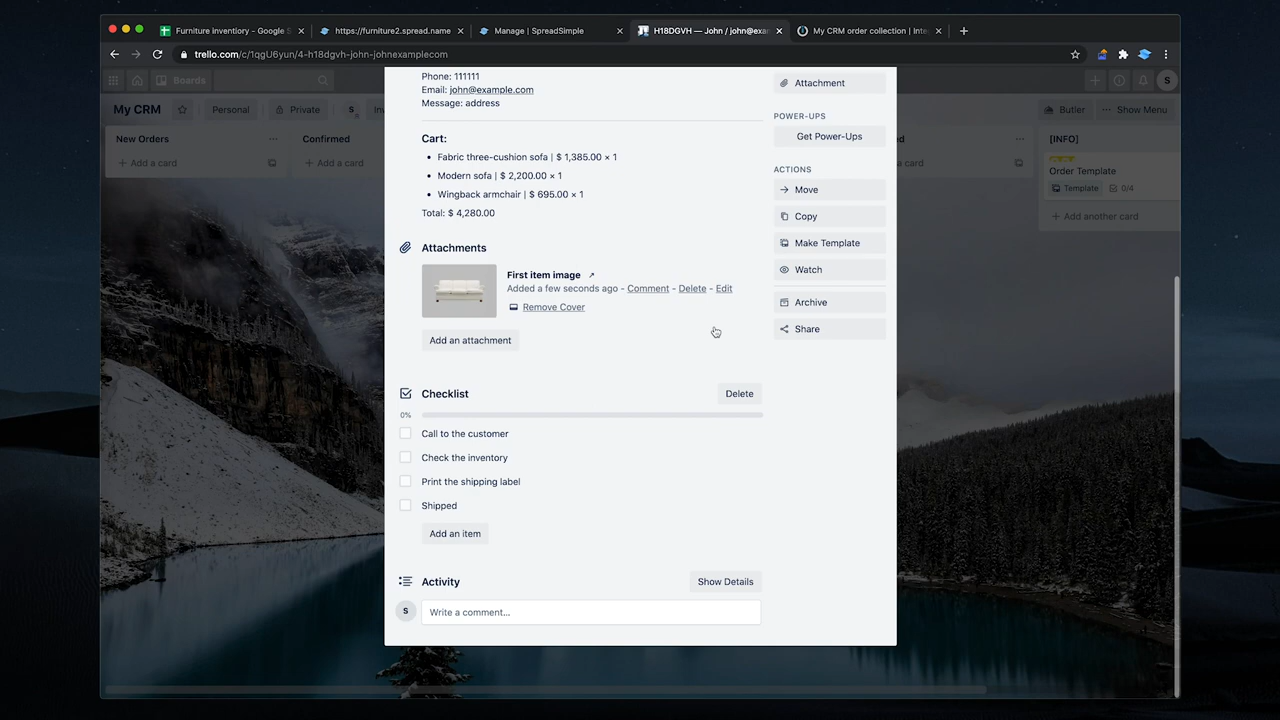 Furniture inventiory - Google S
https://furniture2.spread.name
Manage | SpreadSimple
H18DGVH — John / john@exa
My CRM order collection | Inte
trello.com/c/1qgU6yun/4-h18dgvh-john-johnexamplecom
Boards
S
My CRM
Personal
Private
S
Inv
Butler
Show Menu
New Orders
Add a card
Confirmed
Add a card
[INFO]
Order Template
Template
0/4
Add another card
Phone: 111111
Email: john@example.com
Message: address
Cart:
Fabric three-cushion sofa | $ 1,385.00 × 1
Modern sofa | $ 2,200.00 × 1
Wingback armchair | $ 695.00 × 1
Total: $ 4,280.00
Attachments
First item image ↗
Added a few seconds ago - Comment - Delete - Edit
Remove Cover
Add an attachment
Checklist
Delete
0%
Call to the customer
Check the inventory
Print the shipping label
Shipped
Add an item
Activity
Show Details
S
Write a comment…
Attachment
POWER-UPS
Get Power-Ups
ACTIONS
Move
Copy
Make Template
Watch
Archive
Share